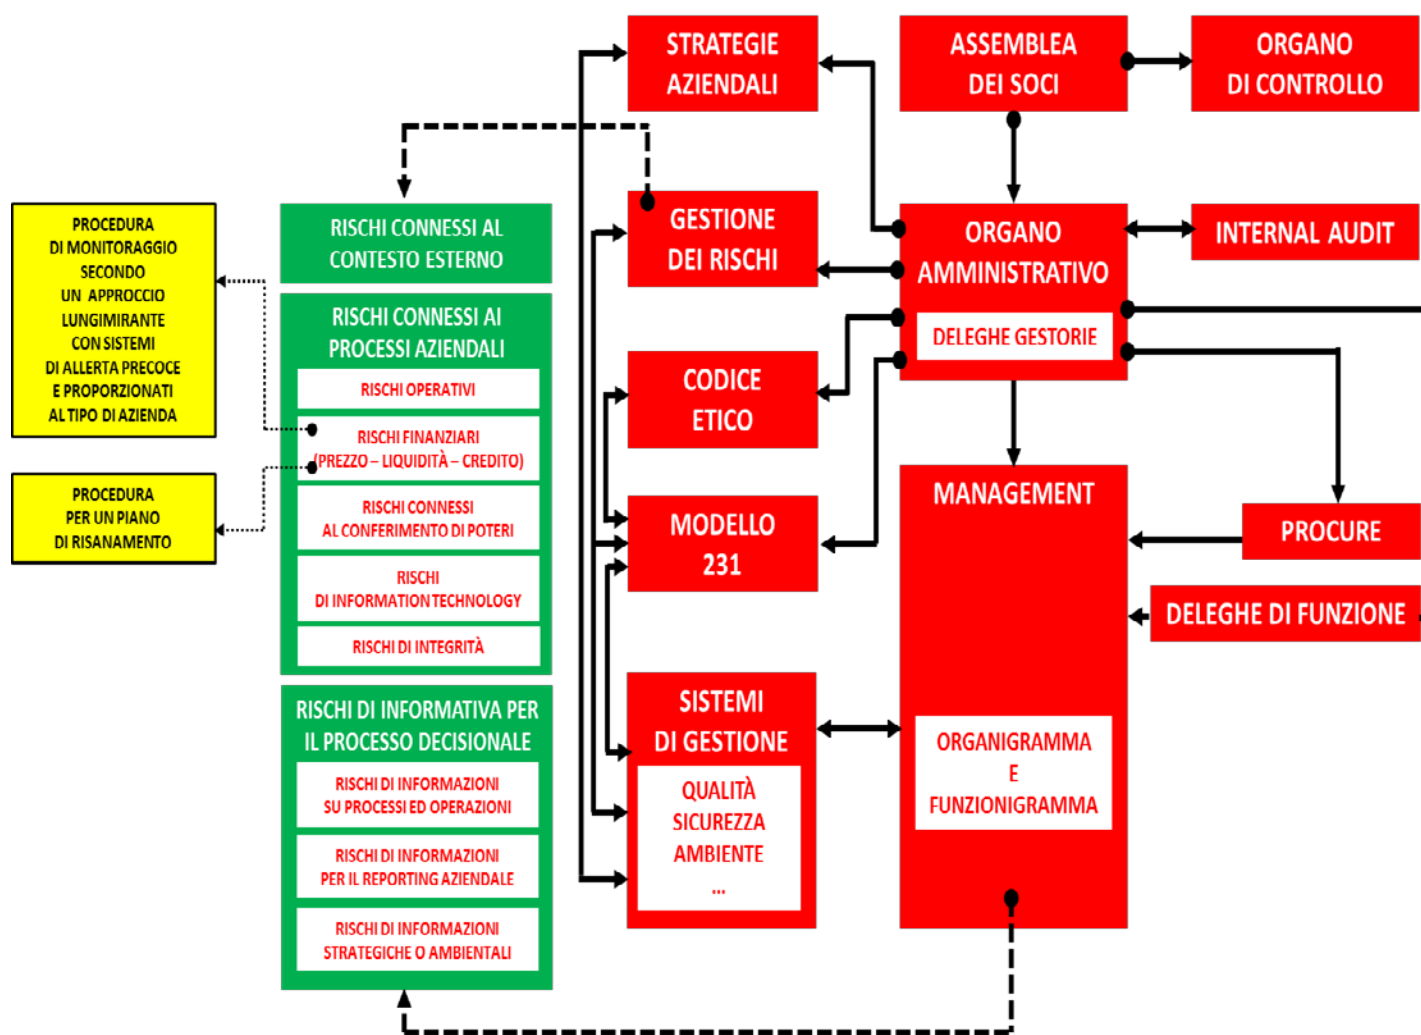 STRATEGIE
AZIENDALI
ASSEMBLEA
DEI SOCI
ORGANO
DI CONTROLLO
PROCEDURA
DI MONITORAGGIO
SECONDO
UN APPROCCIO
LUNGIMIRANTE
CON SISTEMI
DI ALLERTA PRECOCE
E PROPORZIONATI
AL TIPO DI AZIENDA
PROCEDURA
PER UN PIANO
DI RISANAMENTO
RISCHI CONNESSI AL
CONTESTO ESTERNO
RISCHI CONNESSI AI
PROCESSI AZIENDALI
RISCHI OPERATIVI
RISCHI FINANZIARI
(PREZZO – LIQUIDITÀ – CREDITO)
RISCHI CONNESSI
AL CONFERIMENTO DI POTERI
RISCHI
DI INFORMATION TECHNOLOGY
RISCHI DI INTEGRITÀ
RISCHI DI INFORMATIVA PER
IL PROCESSO DECISIONALE
RISCHI DI INFORMAZIONI
SU PROCESSI ED OPERAZIONI
RISCHI DI INFORMAZIONI
PER IL REPORTING AZIENDALE
RISCHI DI INFORMAZIONI
STRATEGICHE O AMBIENTALI
GESTIONE
DEI RISCHI
CODICE
ETICO
MODELLO
231
SISTEMI
DI GESTIONE
QUALITÀ
SICUREZZA
AMBIENTE
...
ORGANO
AMMINISTRATIVO
DELEGHE GESTORIE
INTERNAL AUDIT
MANAGEMENT
ORGANIGRAMMA
E
FUNZIONIGRAMMA
PROCURE
DELEGHE DI FUNZIONE